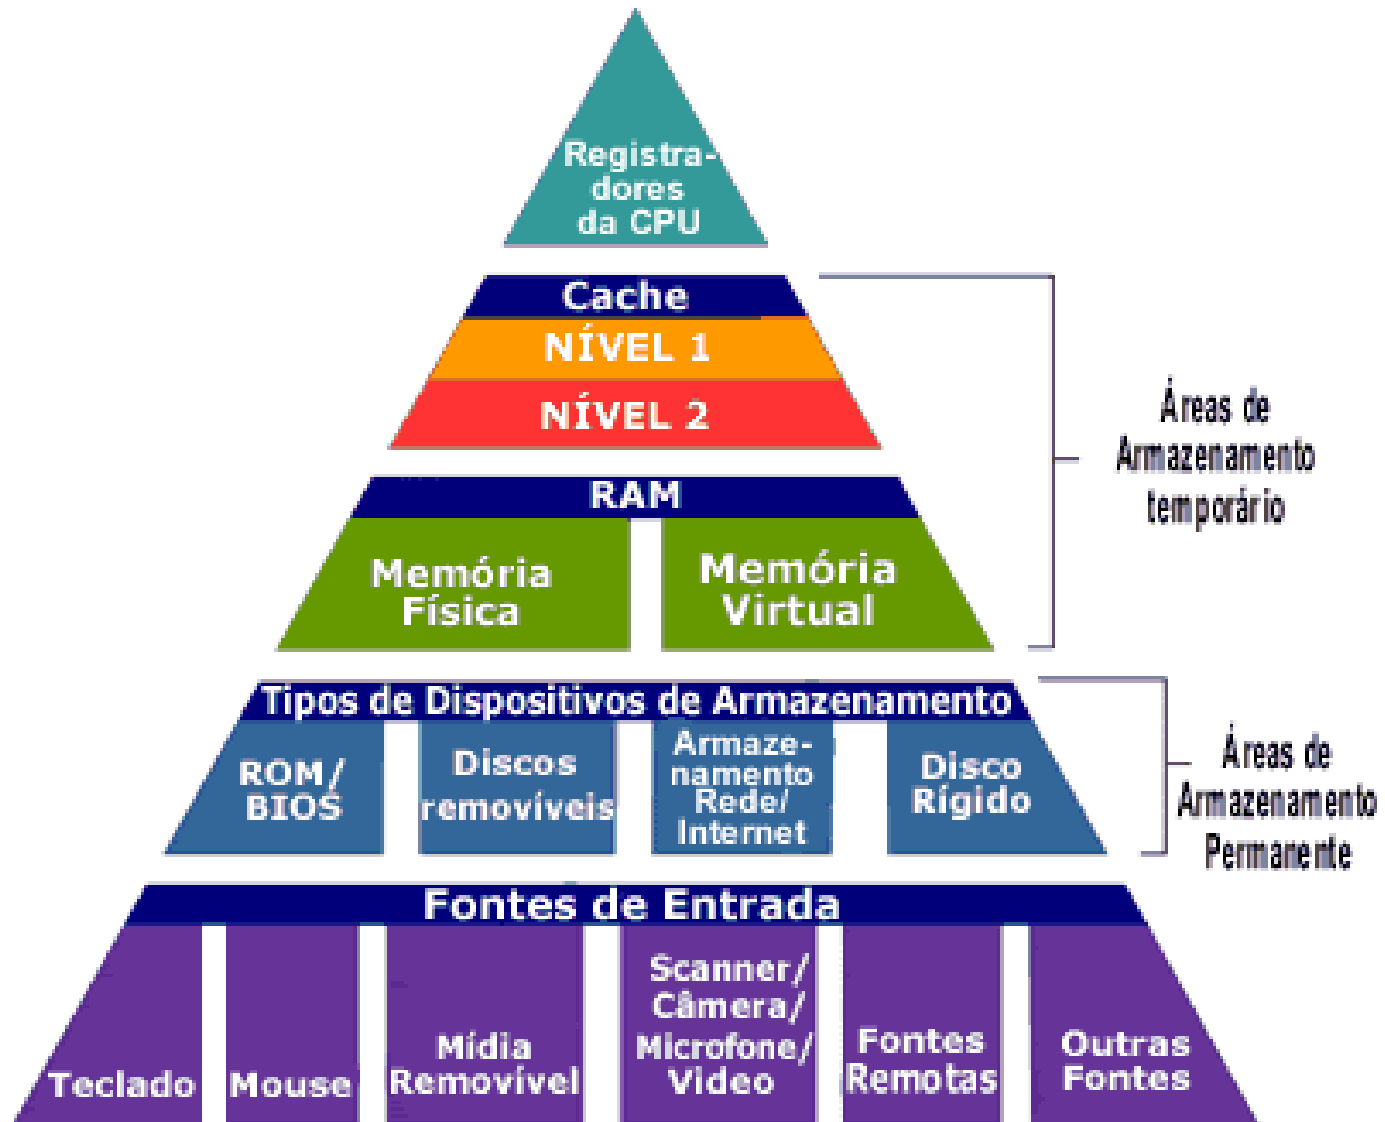 Registra-
dores
da CPU
Cache
NÍVEL 1
NÍVEL 2
RAM
Memória
Física
Memória
Virtual
Áreas de
Armazenamento
temporário
Tipos de Dispositivos de Armazenamento
ROM/
BIOS
Discos
removíveis
Armaze-
namento
Rede/
Internet
Disco
Rígido
Áreas de
Armazenamento
Permanente
Fontes de Entrada
Teclado
Mouse
Mídia
Removível
Scanner/
Câmera/
Microfone/
Video
Fontes
Remotas
Outras
Fontes